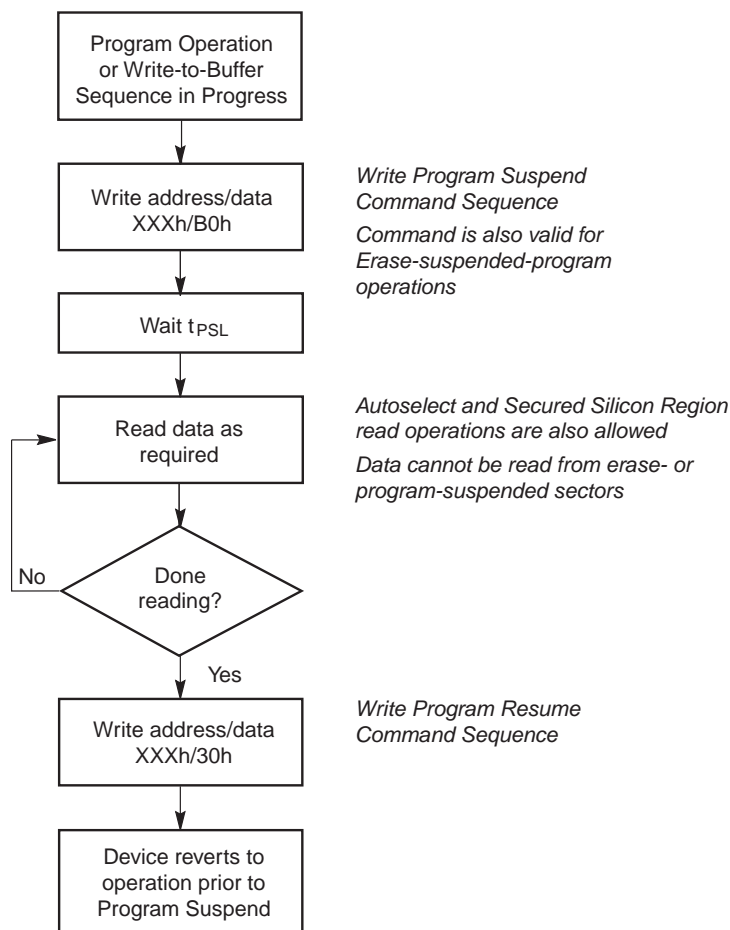 Program Operation
or Write-to-Buffer
Sequence in Progress
Write address/data
XXXh/B0h
Write Program Suspend
Command Sequence
Command is also valid for
Erase-suspended-program
operations
Wait tPSL
Read data as
required
Autoselect and Secured Silicon Region
read operations are also allowed
Data cannot be read from erase- or
program-suspended sectors
No
Done
reading?
Yes
Write address/data
XXXh/30h
Write Program Resume
Command Sequence
Device reverts to
operation prior to
Program Suspend